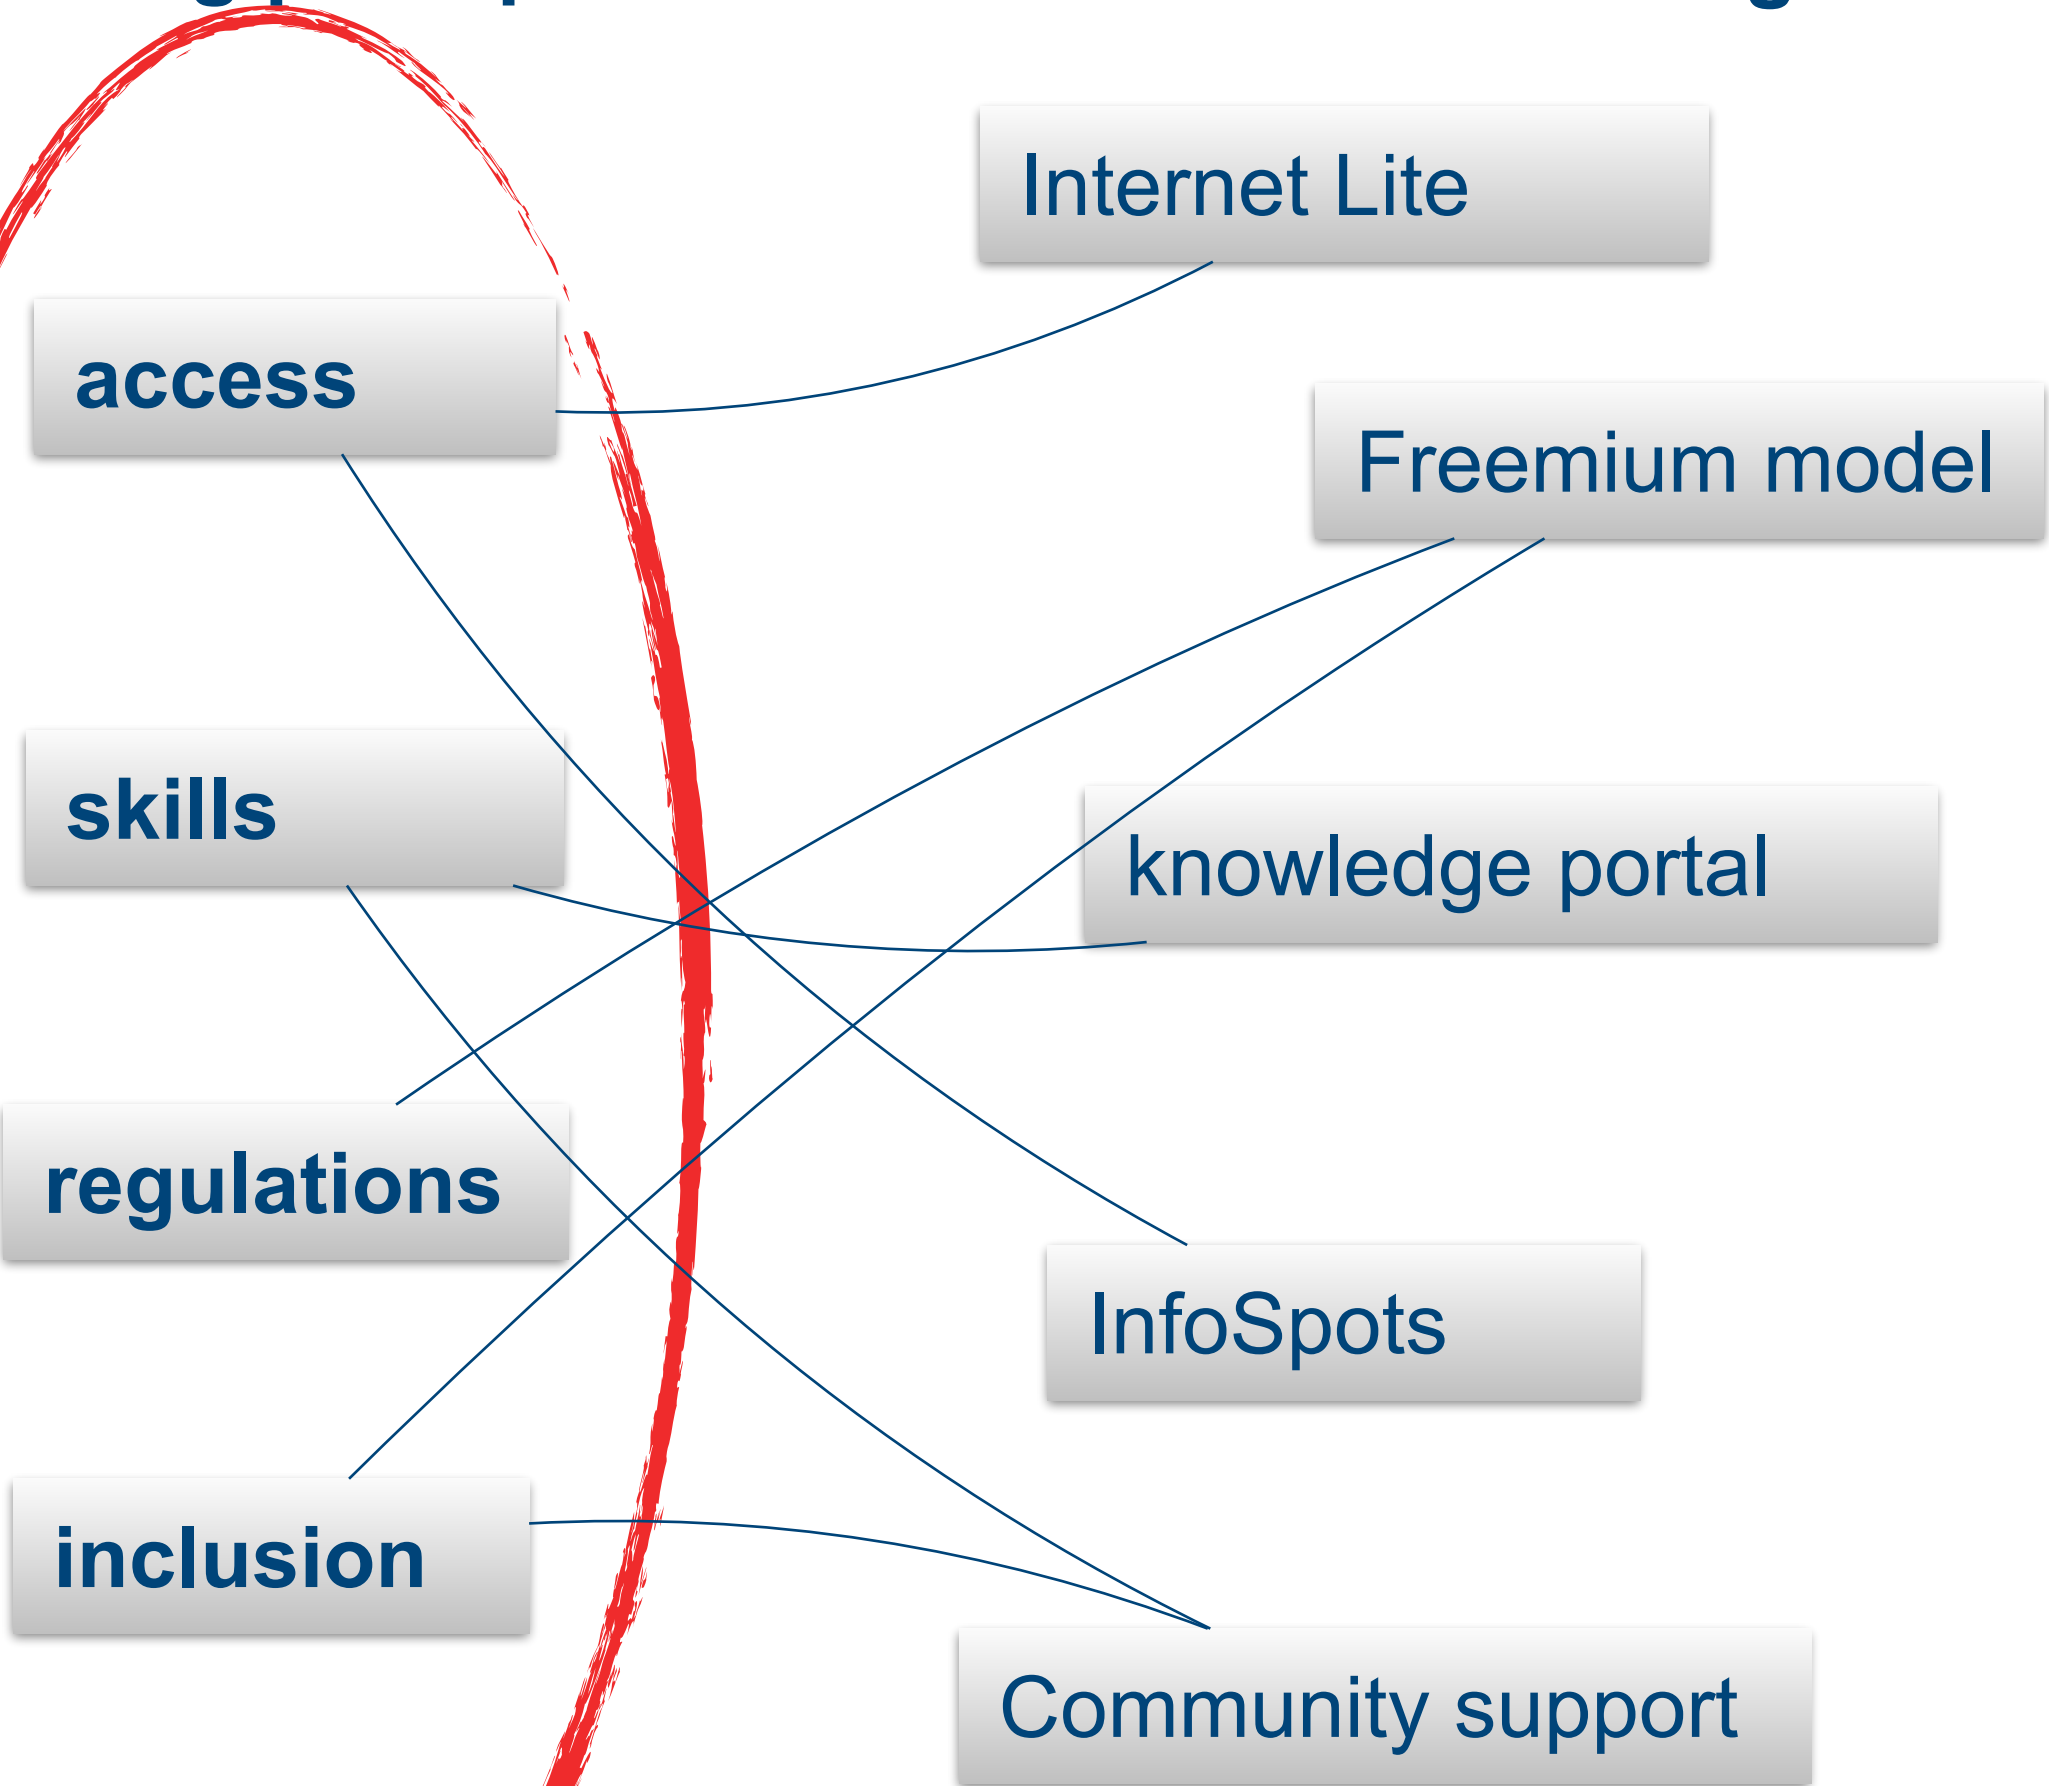 Internet Lite
access
Freemium model
skills
knowledge portal
regulations
InfoSpots
inclusion
Community support